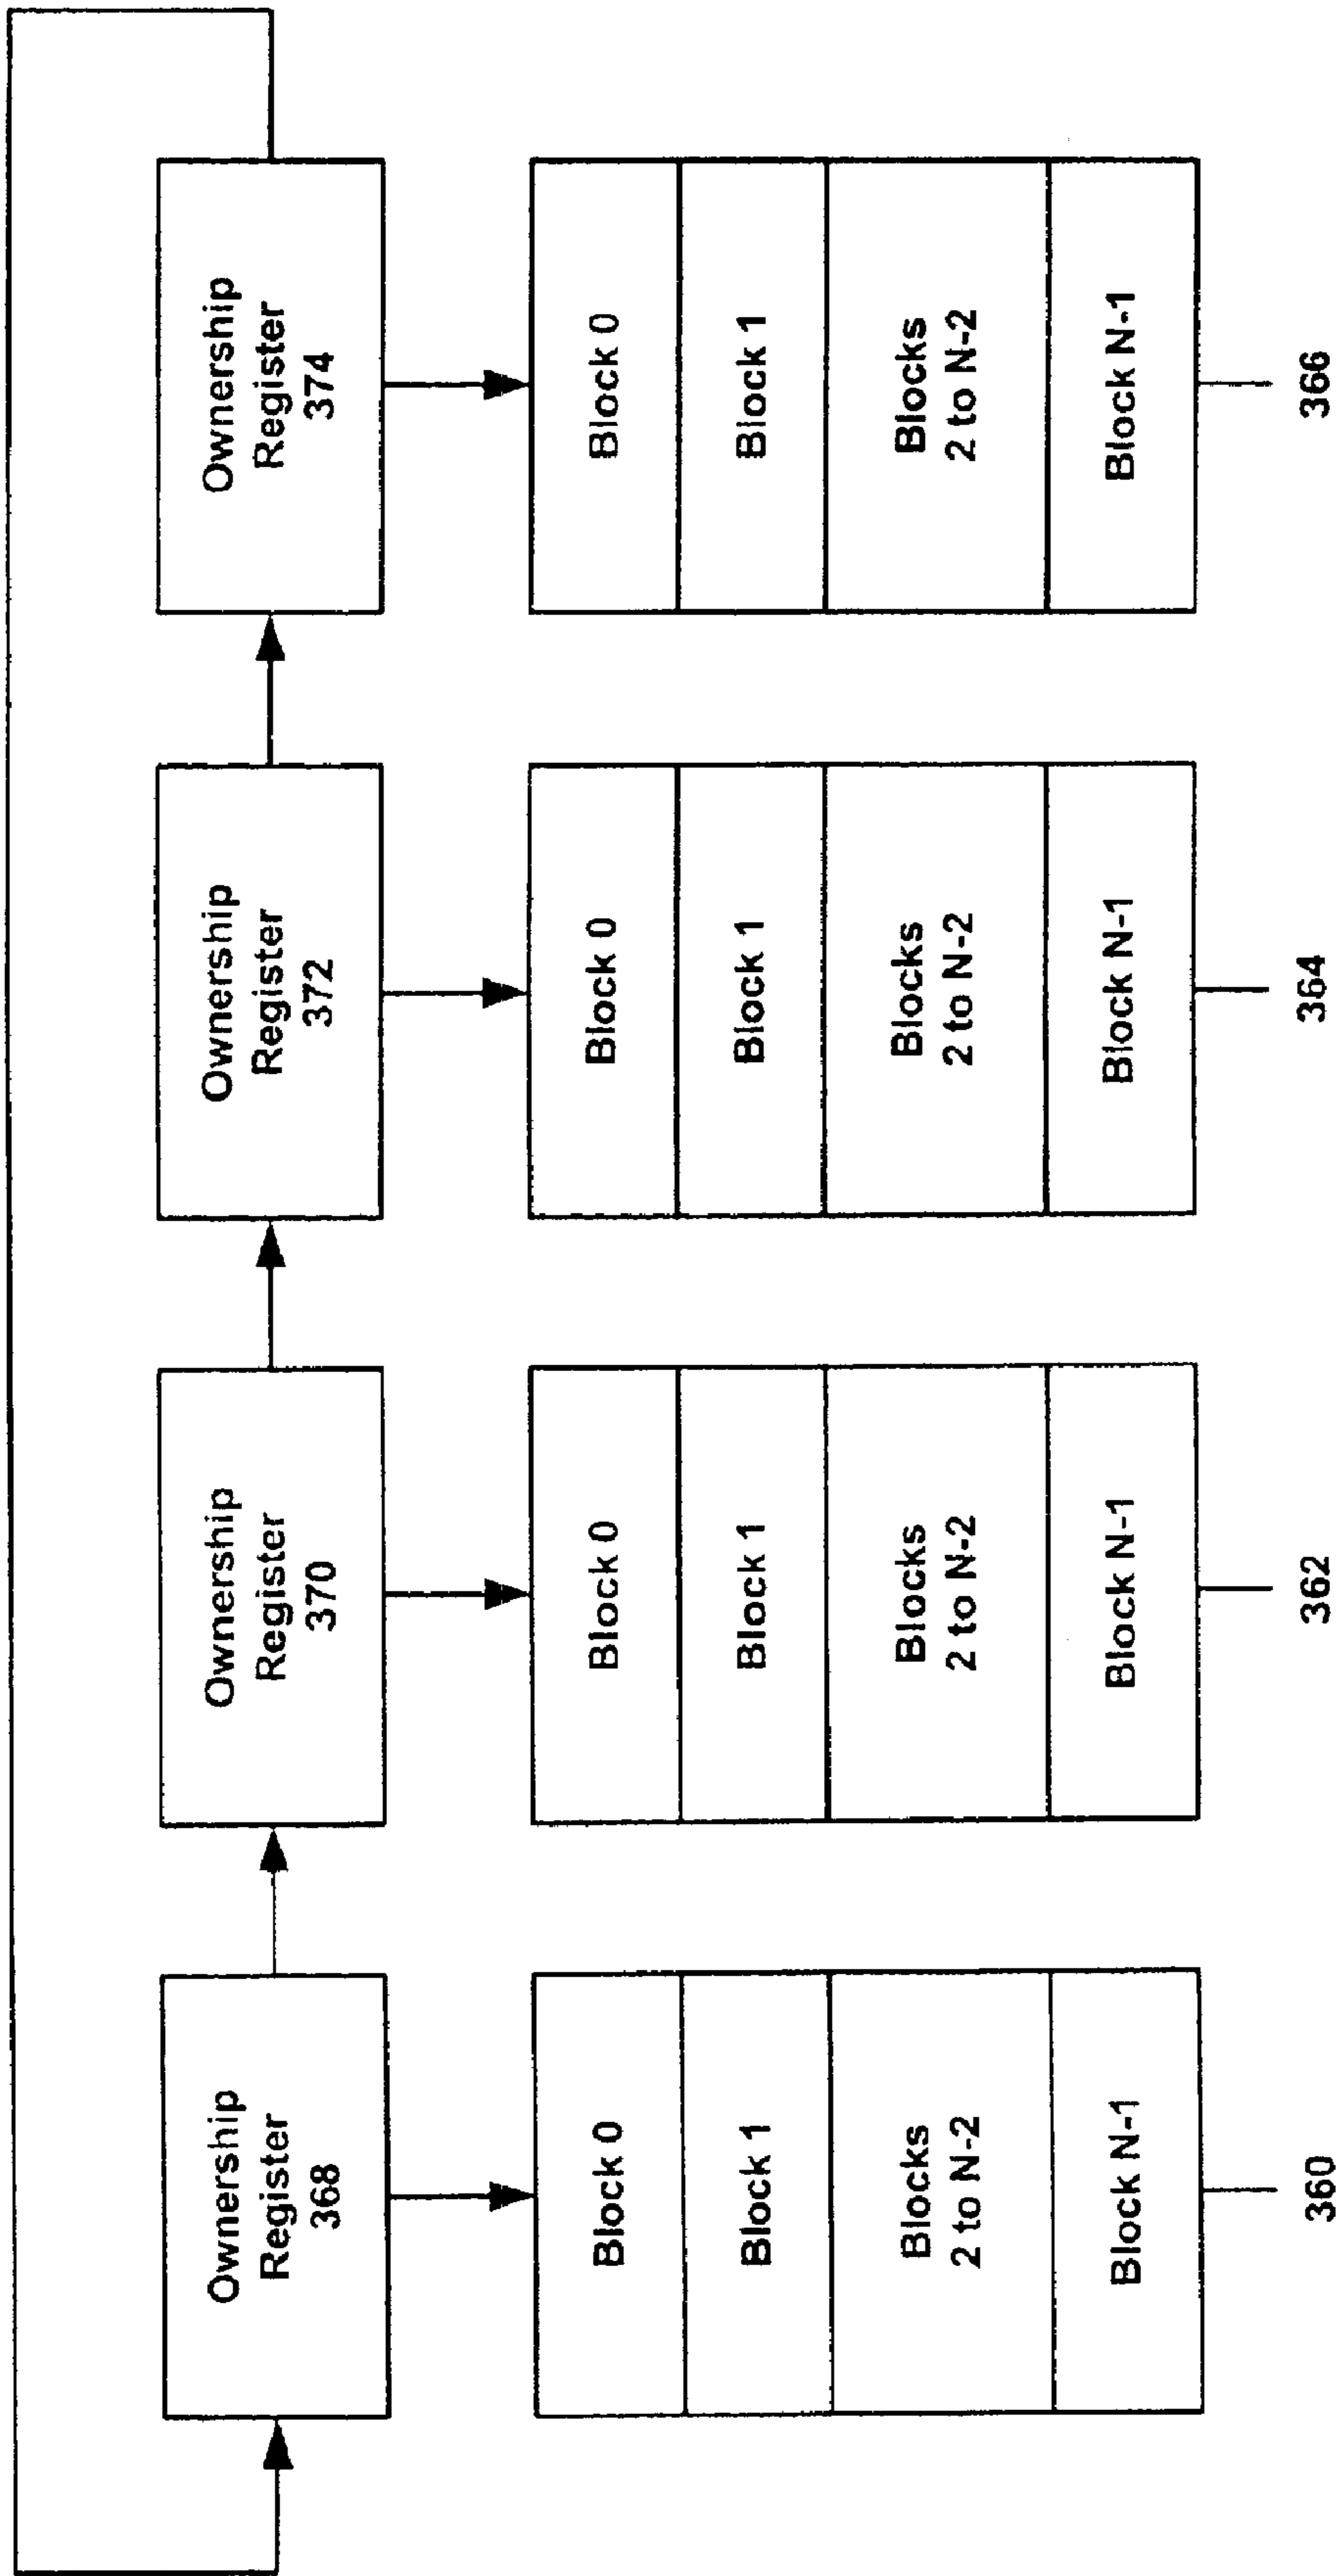 Ownership
Register
368
Ownership
Register
370
Ownership
Register
372
Ownership
Register
374
Block 0
Block 1
Blocks
2 to N-2
Block N-1
360
Block 0
Block 1
Blocks
2 to N-2
Block N-1
362
Block 0
Block 1
Blocks
2 to N-2
Block N-1
364
Block 0
Block 1
Blocks
2 to N-2
Block N-1
366